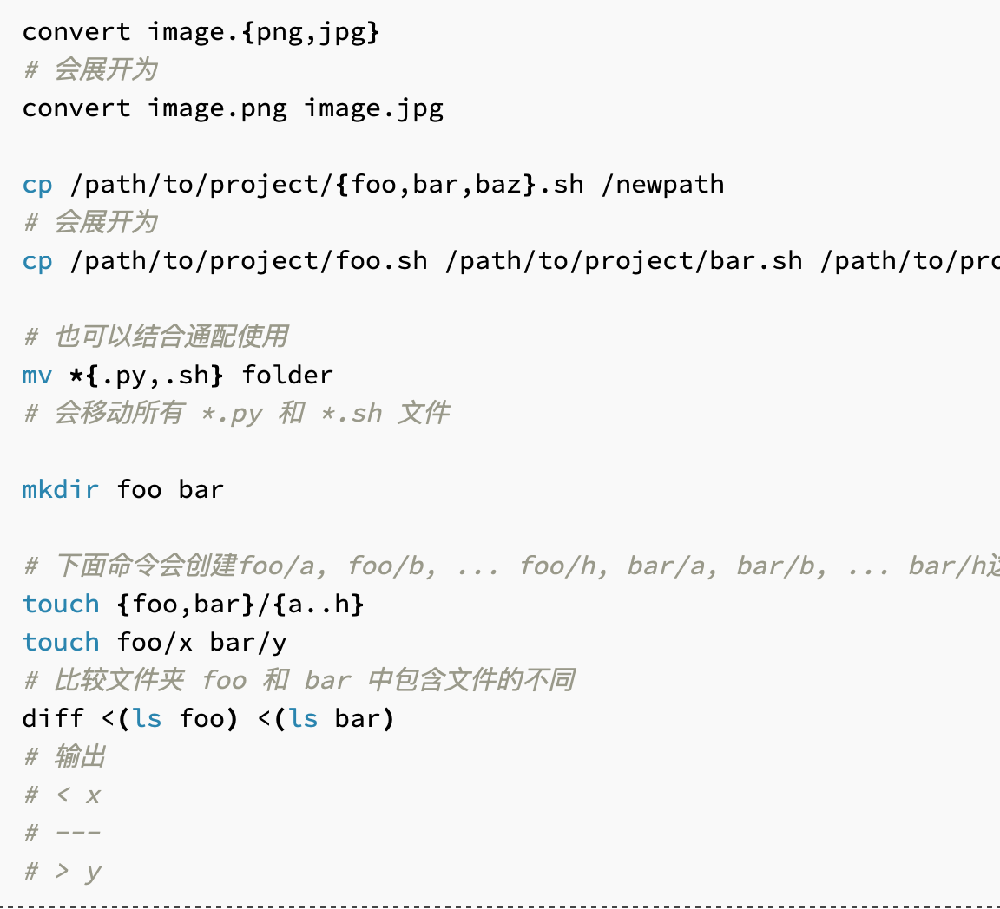 convert image.{png,jpg}
# 会展开为
convert image.png image.jpg
cp /path/to/project/{foo,bar,baz}.sh /newpath
# 会展开为
cp /path/to/project/foo.sh /path/to/project/bar.sh /path/to/pro
# 也可以结合通配使用
mv *{.py,.sh} folder
# 会移动所有 *.py 和 *.sh 文件
mkdir foo bar
# 下面命令会创建foo/a, foo/b, ... foo/h, bar/a, bar/b, ... bar/h
touch {foo,bar}/{a..h}
touch foo/x bar/y
# 比较文件夹 foo 和 bar 中包含文件的不同
diff <(ls foo) <(ls bar)
# 输出
# < x
# ---
# > y